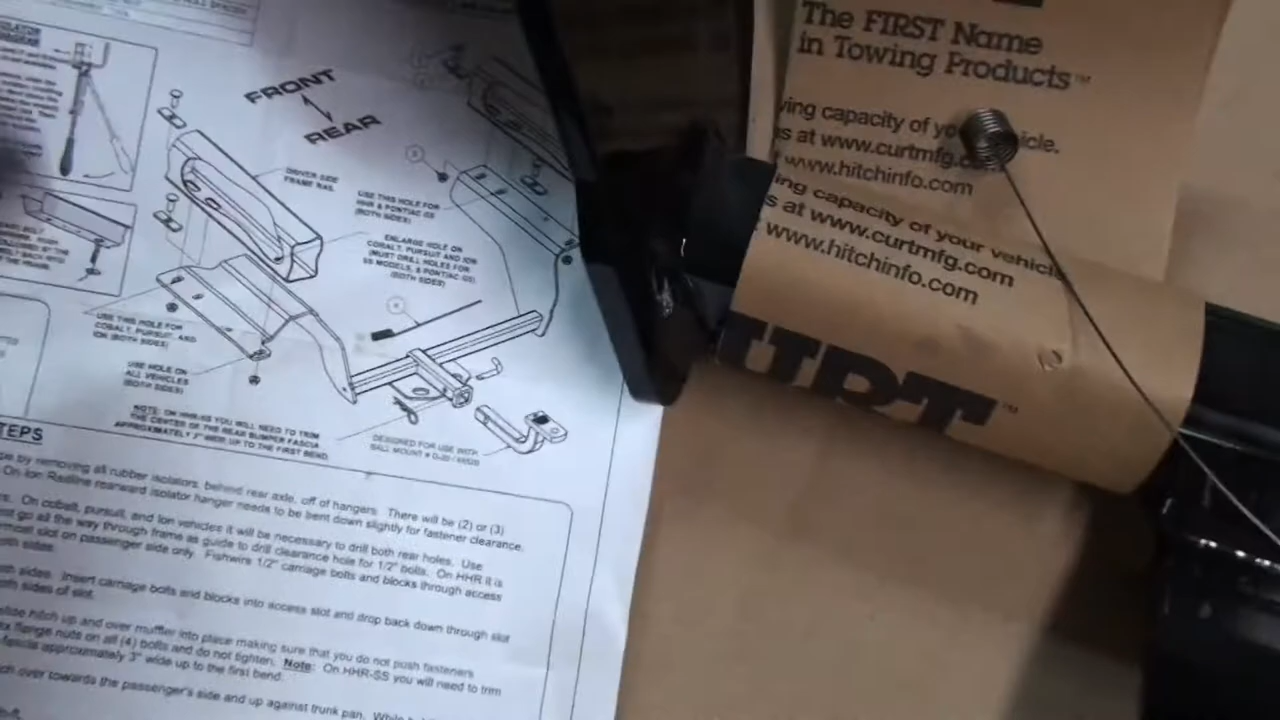 FRONT
REAR
DRIVER SIDE
FRAME RAIL
USE THIS HOLE FOR
HHR & PONTIAC G5
(BOTH SIDES)
ENLARGE HOLE ON
COBALT, PURSUIT AND ION
(MUST DRILL HOLES FOR
SS MODELS, & PONTIAC G5)
(BOTH SIDES)
USE THIS HOLE FOR
COBALT, PURSUIT, AND
ION (BOTH SIDES)
USE HOLE ON
ALL VEHICLES
(BOTH SIDES)
NOTE: ON HHR-SS YOU WILL NEED TO TRIM
THE CENTER OF THE REAR BUMPER FASCIA
APPROXIMATELY 3" WIDE UP TO THE FIRST BEND.
DESIGNED FOR USE WITH
BALL MOUNT #
TEPS
by removing all rubber isolators, behind rear axle, off of hangers. There will be (2) or (3)
On Ion Redline rearward isolator hanger needs to be bent down slightly for fastener clearance.
On cobalt, pursuit, and Ion vehicles it will be necessary to drill both rear holes. Use
go all the way through frame as guide to drill clearance hole for 1/2" bolts. On HHR it is
slot on passenger side only. Fishwire 1/2" carriage bolts and blocks through access
sides. Insert carriage bolts and blocks into access slot and drop back down through slot
sides of slot.
hitch up and over muffler into place making sure that you do not push fasteners
flange nuts on all (4) bolts and do not tighten. Note: On HHR-SS you will need to trim
fascia approximately 3" wide up to the first bend.
over towards the passenger's side and up against trunk pan. While
The FIRST Name
in Towing Products™
ing capacity of yo icle.
s at www.curtmfg.c
www.hitchinfo.com
ing capacity of your vehicle
s at www.curtmfg.com
www.hitchinfo.com
URT™